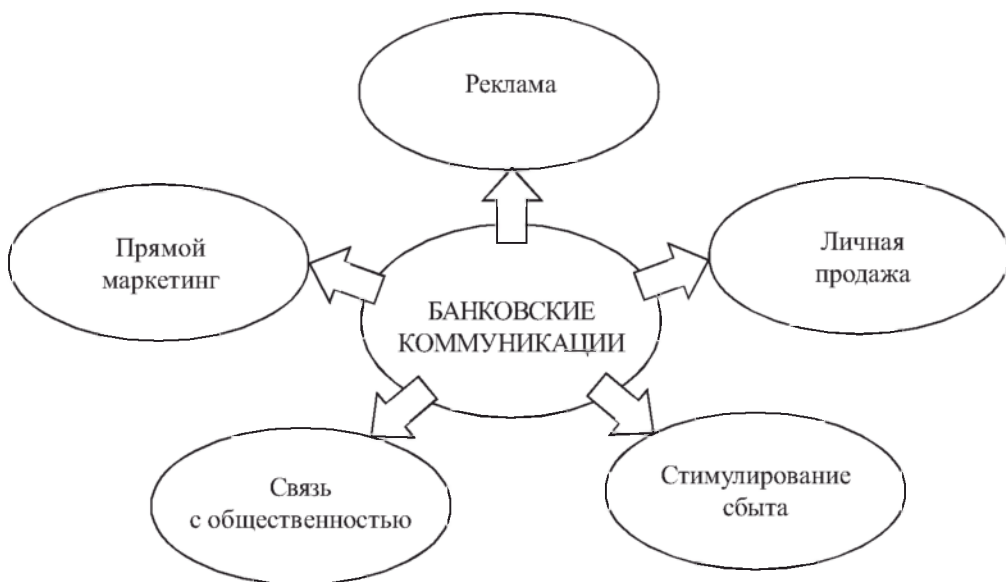 Реклама
Прямой
маркетинг
Личная
продажа
БАНКОВСКИЕ
КОММУНИКАЦИИ
Связь
с общественностью
Стимулирование
сбыта